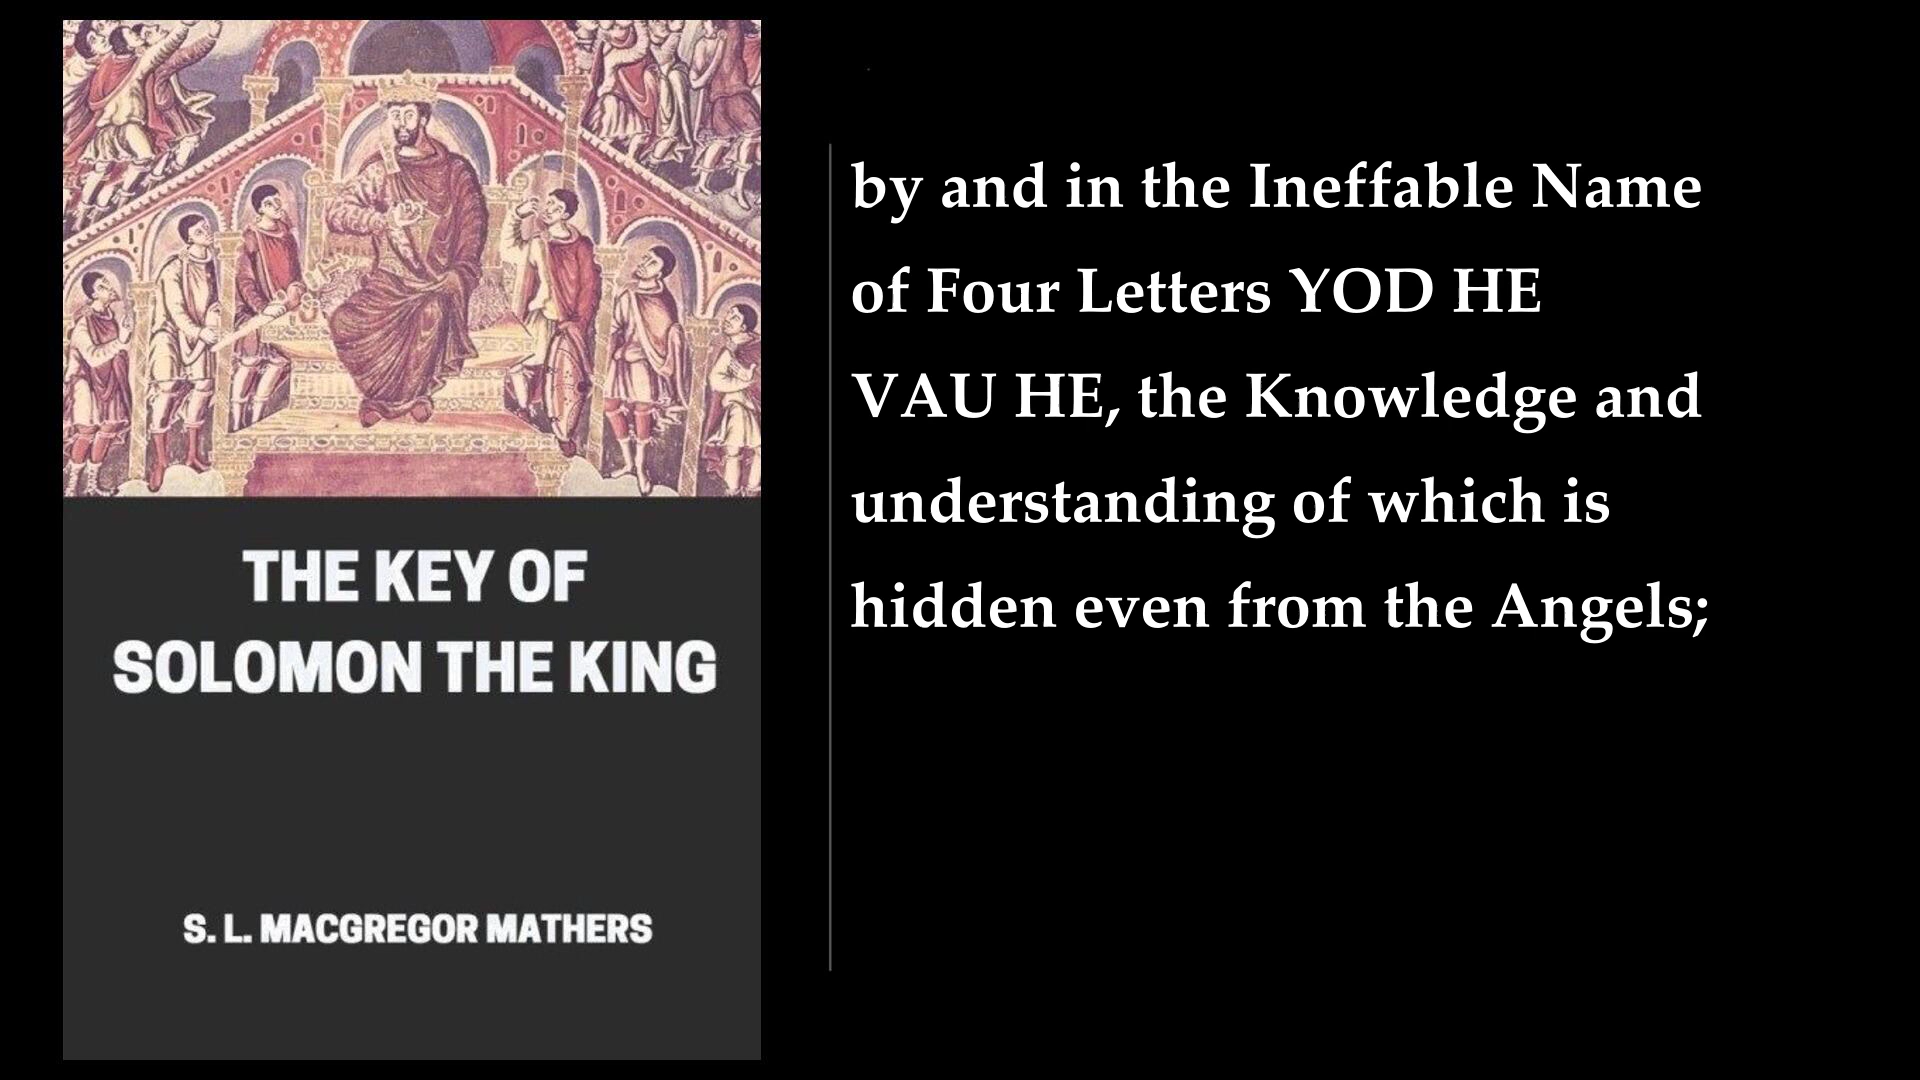 THE KEY OF
SOLOMON THE KING
S. L. MACGREGOR MATHERS
by and in the Ineffable Name
of Four Letters YOD HE
VAU HE, the Knowledge and
understanding of which is
hidden even from the Angels;